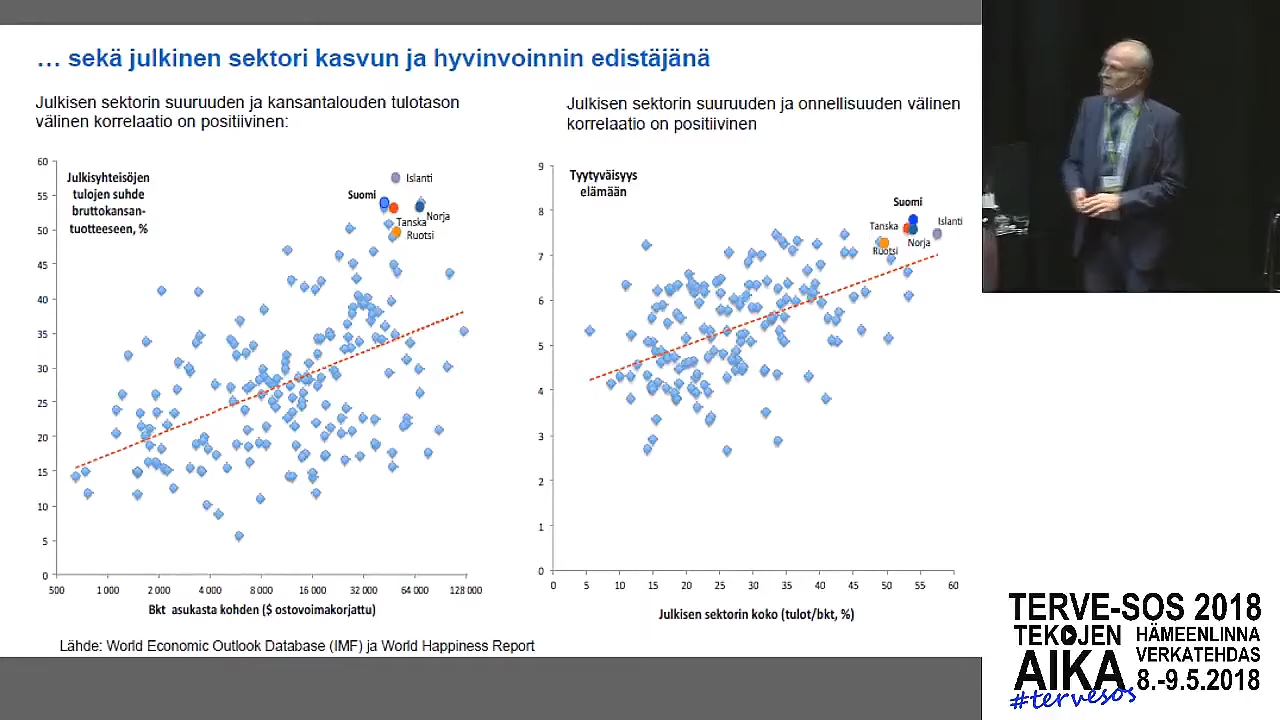 … sekä julkinen sektori kasvun ja hyvinvoinnin edistäjänä
Julkisen sektorin suuruuden ja kansantalouden tulotason
välinen korrelaatio on positiivinen:
60
55
50
45
40
35
30
25
20
15
10
5
0
Julkisyhteisöjen
tulojen suhde
bruttokansan-
tuotteeseen, %
Islanti
Suomi
Norja
Tanska
Ruotsi
500 1 000 2 000 4 000 8 000 16 000 32 000 64 000 128 000
Bkt asukasta kohden ($ ostovoimakorjattu)
Julkisen sektorin suuruuden ja onnellisuuden välinen
korrelaatio on positiivinen
9
8
7
6
5
4
3
2
1
0
Tyytyväisyys
elämään
Suomi
Islanti
Tanska
Norja
Ruotsi
0 5 10 15 20 25 30 35 40 45 50 55 60
Julkisen sektorin koko (tulot/bkt, %)
Lähde: World Economic Outlook Database (IMF) ja World Happiness Report
TERVE-SOS 2018
TEKOJEN
AIKA
HÄMEENLINNA
VERKATEHDAS
8.-9.5.2018
#tervesos